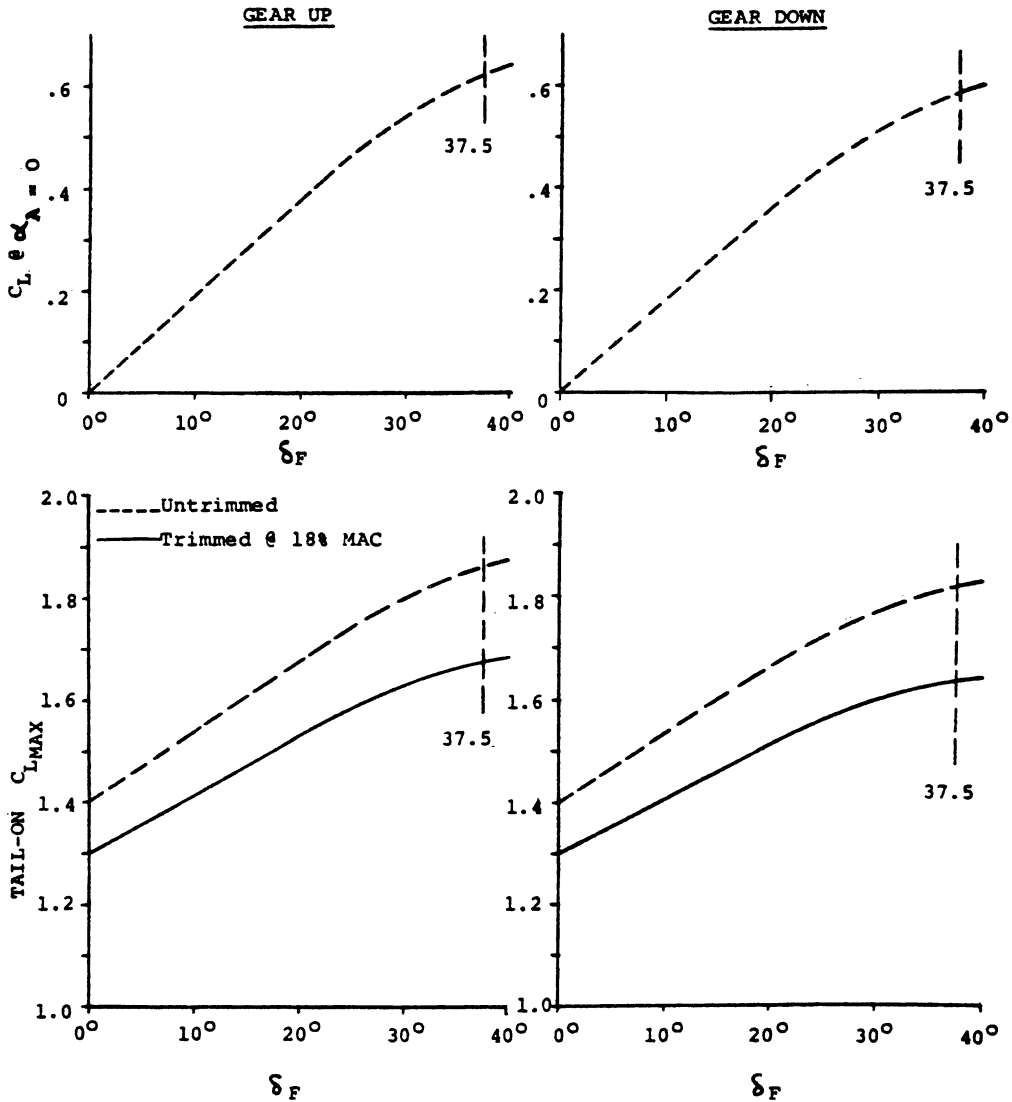 GEAR UP
GEAR DOWN
C_L @ α_A = 0
.6
.4
.2
0
37.5
0° 10° 20° 30° 40°
δ_F
.6
.4
.2
0
37.5
0° 10° 20° 30° 40°
δ_F
TAIL-ON C_LMAX
2.0
1.8
1.6
1.4
1.2
1.0
Untrimmed
Trimmed @ 18% MAC
37.5
0° 10° 20° 30° 40°
δ_F
2.0
1.8
1.6
1.4
1.2
1.0
37.5
0° 10° 20° 30° 40°
δ_F